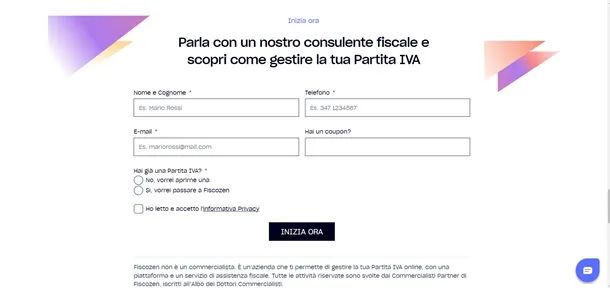 Inizia ora
Parla con un nostro consulente fiscale e
scopri come gestire la tua Partita IVA
Nome e Cognome *
Telefono *
Es. Mario Rossi
Es. 347 1234567
E-mail *
Hai un coupon?
Es. mariorossi@mail.com
Hai già una Partita IVA? *
No, vorrei aprirne una
Si, vorrei passare a Fiscozen
Ho letto e accetto l'Informativa Privacy
INIZIA ORA
Fiscozen non è un commercialista. È un'azienda che ti permette di gestire la tua Partita IVA online, con una
piattaforma e un servizio di assistenza fiscale. Tutte le attività riservate sono svolte dai Commercialisti Partner di
Fiscozen, iscritti all'Albo dei Dottori Commercialisti.